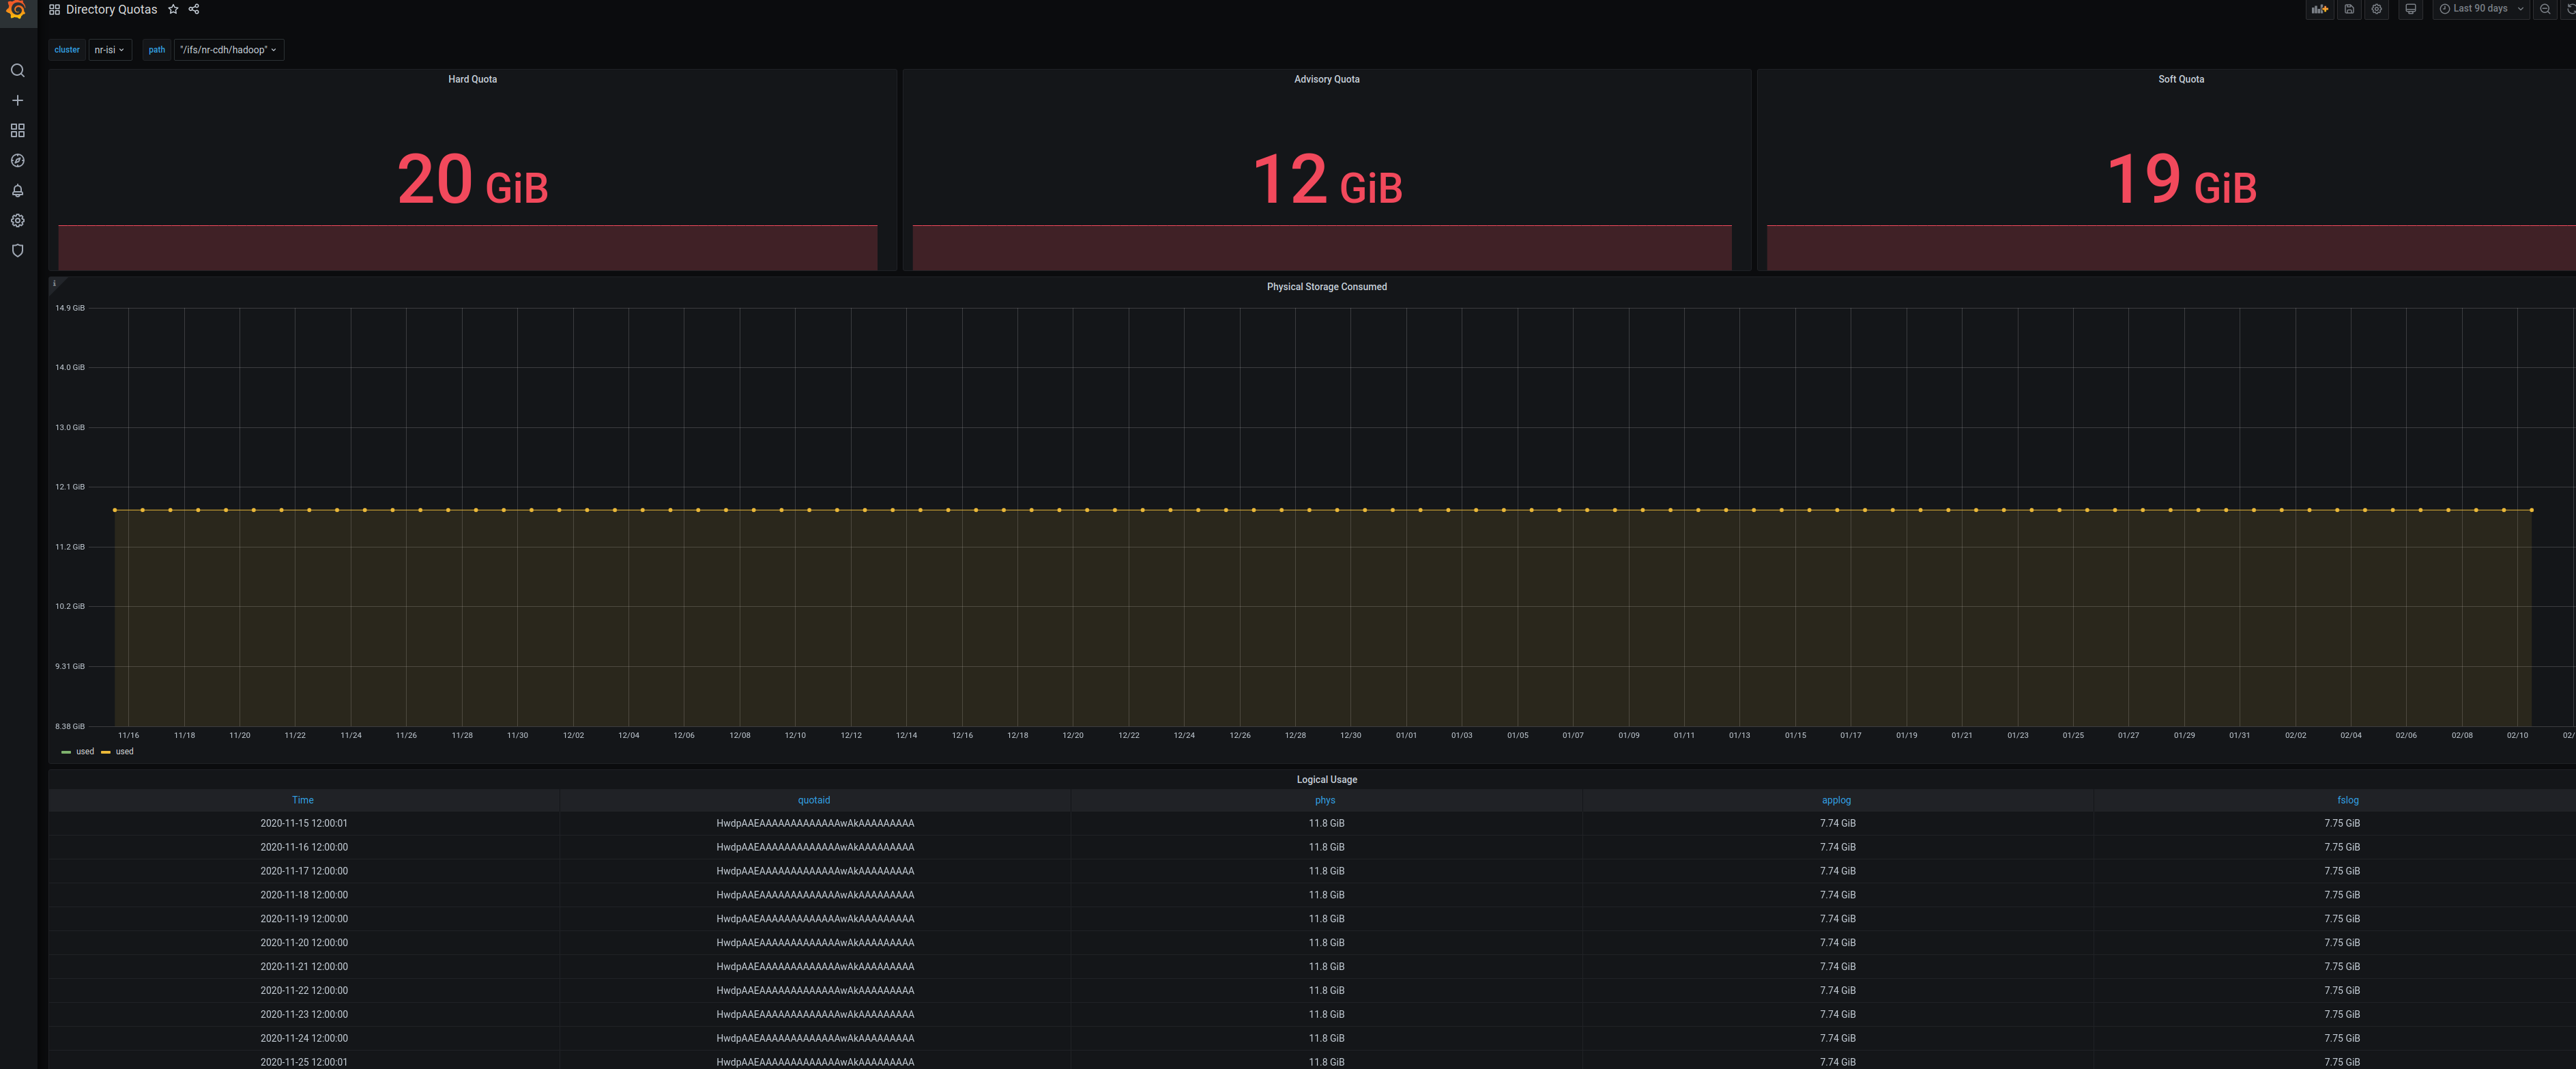 Directory Quotas
Last 90 days
cluster nr-isi path "/ifs/nr-cdh/hadoop"
Hard Quota
20 GiB
Advisory Quota
12 GiB
Soft Quota
19 GiB
i
Physical Storage Consumed
14.9 GiB
14.0 GiB
13.0 GiB
12.1 GiB
11.2 GiB
10.2 GiB
9.31 GiB
8.38 GiB
11/16 11/18 11/20 11/22 11/24 11/26 11/28 11/30 12/02 12/04 12/06 12/08 12/10 12/12 12/14 12/16 12/18 12/20 12/22 12/24 12/26 12/28 12/30 01/01 01/03 01/05 01/07 01/09 01/11 01/13 01/15 01/17 01/19 01/21 01/23 01/25 01/27 01/29 01/31 02/02 02/04 02/06 02/08 02/10 02/
used used
Logical Usage
Time quotaid phys applog fslog
2020-11-15 12:00:01 HwdpAAEAAAAAAAAAAAAAwAkAAAAAAAAA 11.8 GiB 7.74 GiB 7.75 GiB
2020-11-16 12:00:00 HwdpAAEAAAAAAAAAAAAAwAkAAAAAAAAA 11.8 GiB 7.74 GiB 7.75 GiB
2020-11-17 12:00:00 HwdpAAEAAAAAAAAAAAAAwAkAAAAAAAAA 11.8 GiB 7.74 GiB 7.75 GiB
2020-11-18 12:00:00 HwdpAAEAAAAAAAAAAAAAwAkAAAAAAAAA 11.8 GiB 7.74 GiB 7.75 GiB
2020-11-19 12:00:00 HwdpAAEAAAAAAAAAAAAAwAkAAAAAAAAA 11.8 GiB 7.74 GiB 7.75 GiB
2020-11-20 12:00:00 HwdpAAEAAAAAAAAAAAAAwAkAAAAAAAAA 11.8 GiB 7.74 GiB 7.75 GiB
2020-11-21 12:00:00 HwdpAAEAAAAAAAAAAAAAwAkAAAAAAAAA 11.8 GiB 7.74 GiB 7.75 GiB
2020-11-22 12:00:00 HwdpAAEAAAAAAAAAAAAAwAkAAAAAAAAA 11.8 GiB 7.74 GiB 7.75 GiB
2020-11-23 12:00:00 HwdpAAEAAAAAAAAAAAAAwAkAAAAAAAAA 11.8 GiB 7.74 GiB 7.75 GiB
2020-11-24 12:00:00 HwdpAAEAAAAAAAAAAAAAwAkAAAAAAAAA 11.8 GiB 7.74 GiB 7.75 GiB
2020-11-25 12:00:01 HwdpAAEAAAAAAAAAAAAAwAkAAAAAAAAA 11.8 GiB 7.74 GiB 7.75 GiB